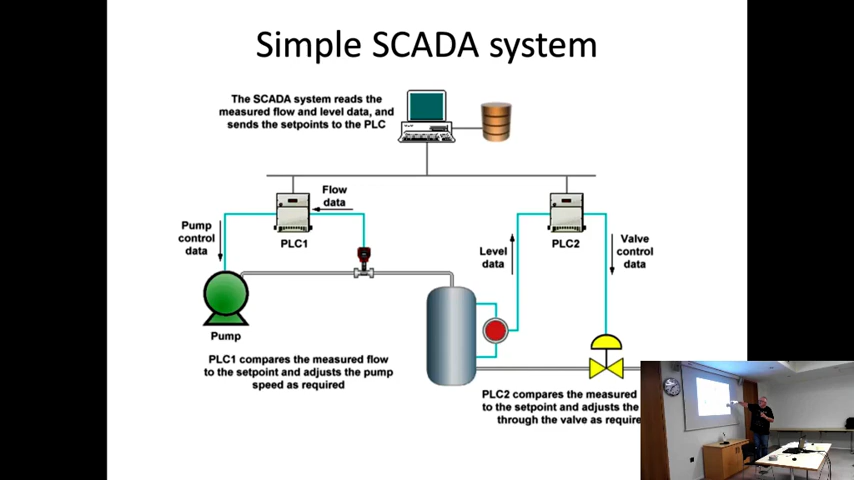 Simple SCADA system
The SCADA system reads the
measured flow and level data, and
sends the setpoints to the PLC
Flow
data
Pump
control
data
PLC1
Level
data
PLC2
Valve
control
data
Pump
PLC1 compares the measured flow
to the setpoint and adjusts the pump
speed as required
PLC2 compares the measured
to the setpoint and adjusts the
through the valve as require